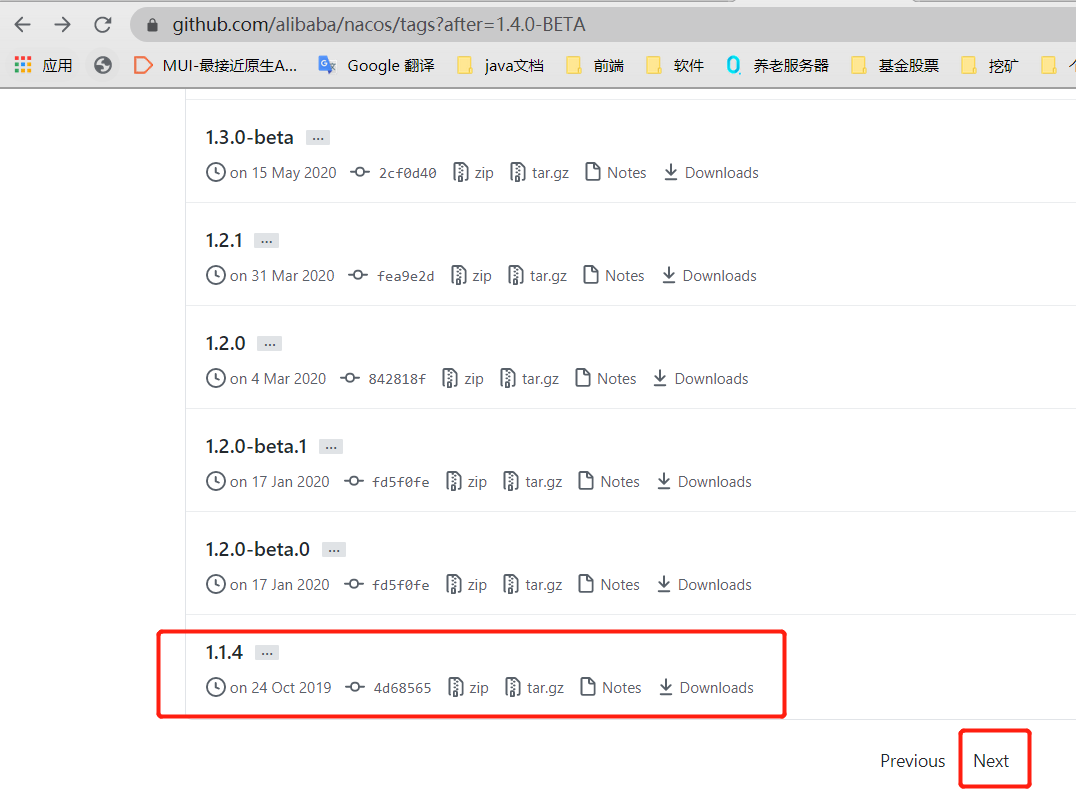 github.com/alibaba/nacos/tags?after=1.4.0-BETA
应用 MUI-最接近原生A... Google 翻译 java文档 前端 软件 养老服务器 基金股票 挖矿
1.3.0-beta ...
on 15 May 2020 2cf0d40 zip tar.gz Notes Downloads
1.2.1 ...
on 31 Mar 2020 fea9e2d zip tar.gz Notes Downloads
1.2.0 ...
on 4 Mar 2020 842818f zip tar.gz Notes Downloads
1.2.0-beta.1 ...
on 17 Jan 2020 fd5f0fe zip tar.gz Notes Downloads
1.2.0-beta.0 ...
on 17 Jan 2020 fd5f0fe zip tar.gz Notes Downloads
1.1.4 ...
on 24 Oct 2019 4d68565 zip tar.gz Notes Downloads
Previous Next